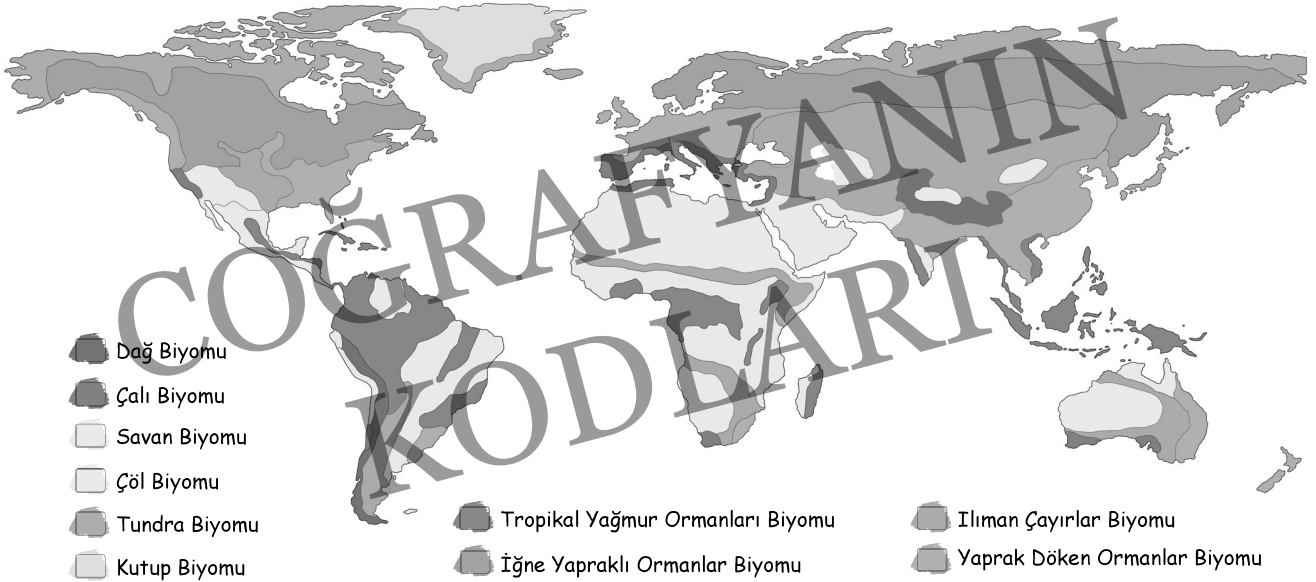 COĞRAFYANIN
KODLARI
Dağ Biyomu
Çalı Biyomu
Savan Biyomu
Çöl Biyomu
Tundra Biyomu
Kutup Biyomu
Tropikal Yağmur Ormanları Biyomu
İğne Yapraklı Ormanlar Biyomu
Ilıman Çayırlar Biyomu
Yaprak Döken Ormanlar Biyomu